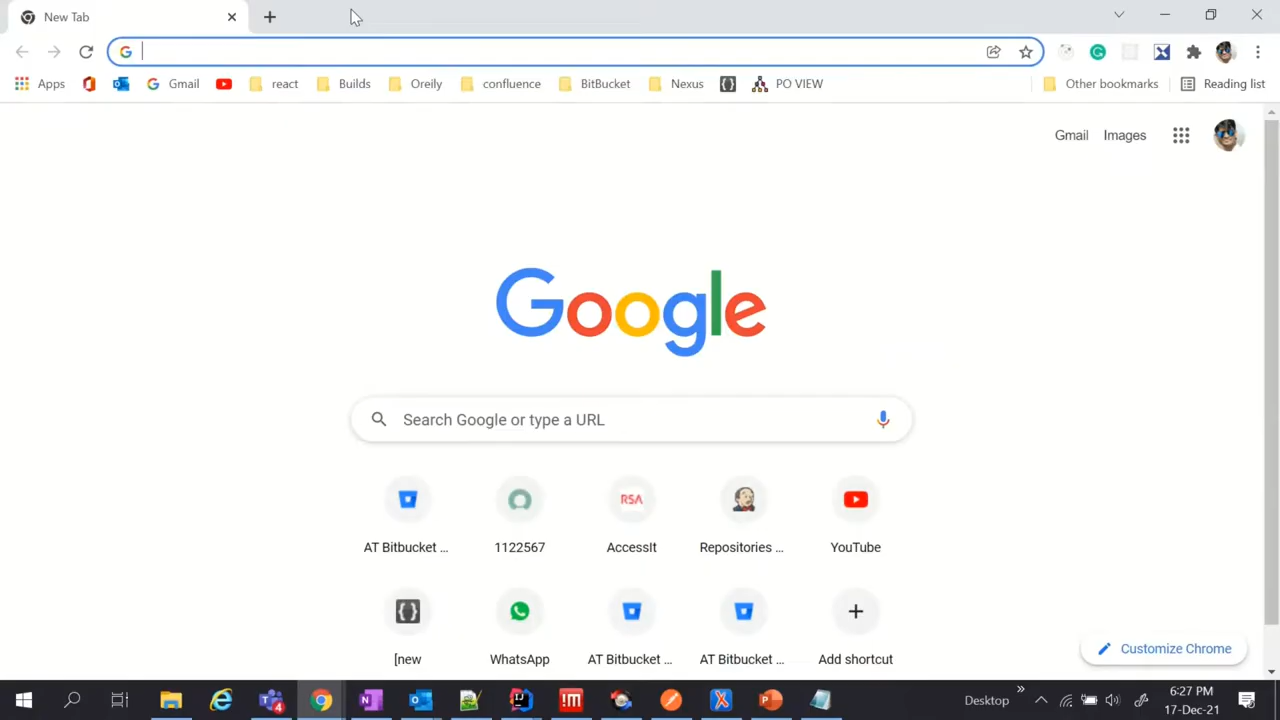 New Tab
Apps
Gmail
react
Builds
Oreily
confluence
BitBucket
Nexus
PO VIEW
Other bookmarks
Reading list
Gmail
Images
Google
Search Google or type a URL
AT Bitbucket ...
1122567
RSA
AccessIt
Repositories ...
YouTube
[new
WhatsApp
AT Bitbucket ...
AT Bitbucket ...
Add shortcut
Customize Chrome
Desktop
6:27 PM
17-Dec-21